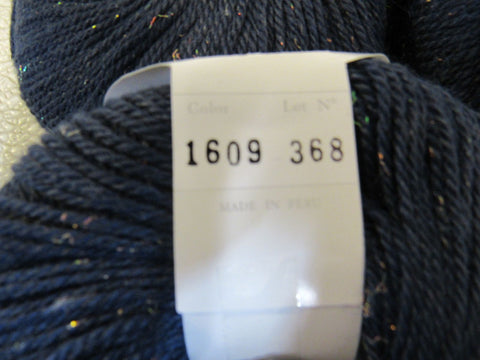 Color Lot N°
1609 368
MADE IN PERU